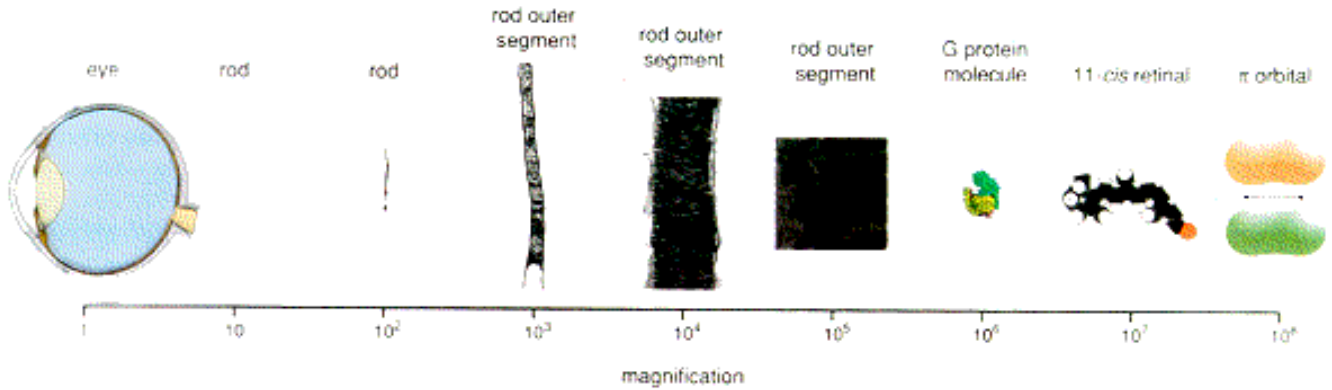 eye
rod
rod
rod outer
segment
rod outer
segment
rod outer
segment
G protein
molecule
11-cis retinal
π orbital
1
10
10²
10³
10⁴
10⁵
10⁶
10⁷
10⁸
magnification